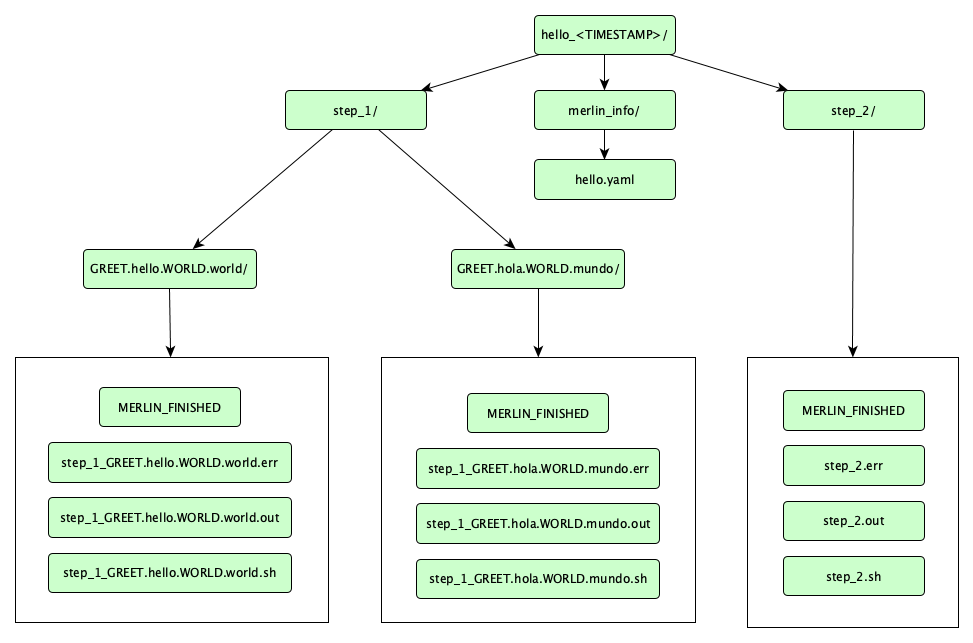 hello_<TIMESTAMP>/
step_1/
merlin_info/
step_2/
hello.yaml
GREET.hello.WORLD.world/
GREET.hola.WORLD.mundo/
MERLIN_FINISHED
step_1_GREET.hello.WORLD.world.err
step_1_GREET.hello.WORLD.world.out
step_1_GREET.hello.WORLD.world.sh
MERLIN_FINISHED
step_1_GREET.hola.WORLD.mundo.err
step_1_GREET.hola.WORLD.mundo.out
step_1_GREET.hola.WORLD.mundo.sh
MERLIN_FINISHED
step_2.err
step_2.out
step_2.sh